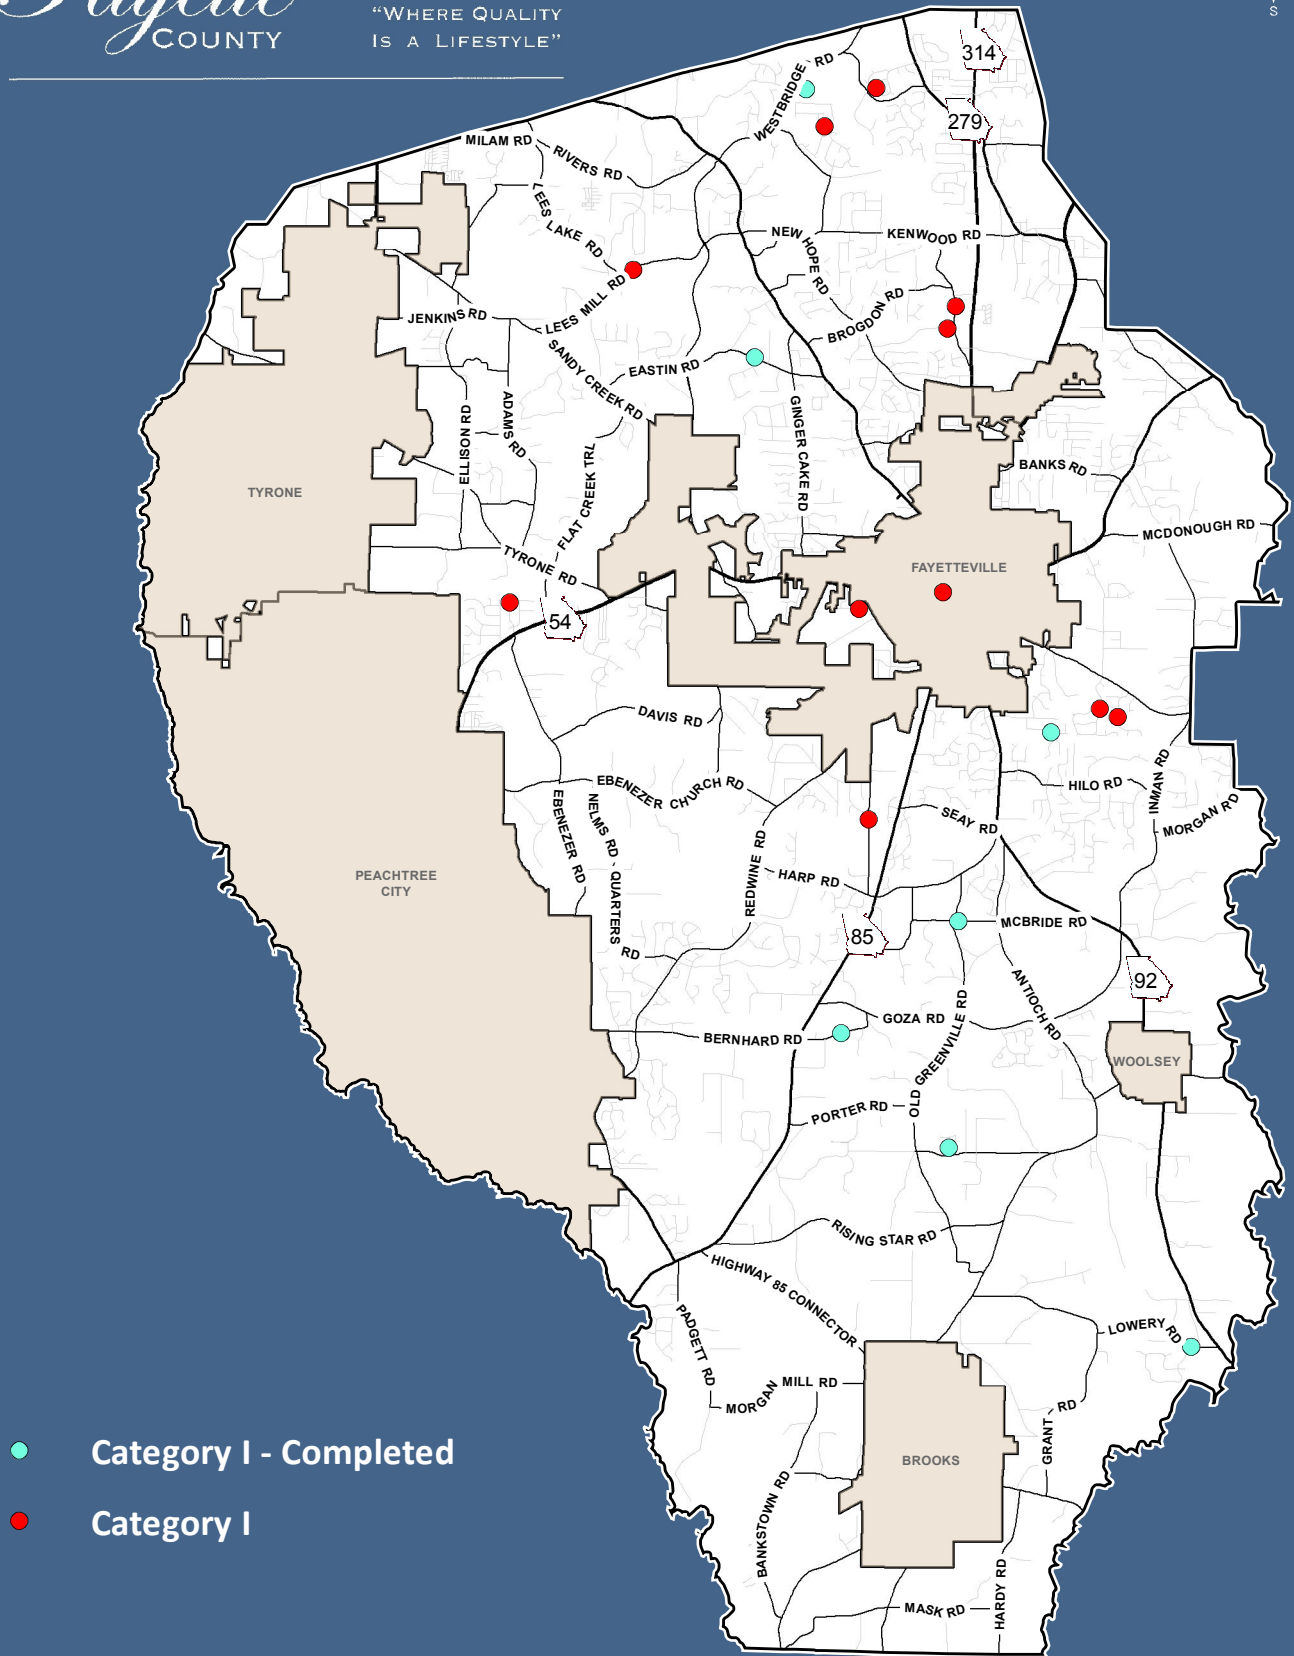 Fayette
COUNTY
"WHERE QUALITY
IS A LIFESTYLE"
S
314
WESTBRIDGE RD
279
MILAM RD
RIVERS RD
LEES LAKE RD
NEW HOPE RD
KENWOOD RD
LEES MILL RD
JENKINS RD
BROGDON RD
SANDY CREEK RD
EASTIN RD
ELLISON RD
ADAMS RD
GINGER CAKE RD
FLAT CREEK TRL
BANKS RD
TYRONE
MCDONOUGH RD
TYRONE RD
FAYETTEVILLE
54
DAVIS RD
EBENEZER CHURCH RD
HILO RD
INMAN RD
EBENEZER RD
NELMS RD
SEAY RD
MORGAN RD
REDWINE RD
PEACHTREE
CITY
HARP RD
QUARTERS RD
MCBRIDE RD
85
92
ANTIOCH RD
GOZA RD
OLD GREENVILLE RD
BERNHARD RD
WOOLSEY
PORTER RD
RISING STAR RD
HIGHWAY 85 CONNECTOR
PADGETT RD
LOWERY RD
MORGAN MILL RD
GRANT RD
Category I - Completed
BROOKS
BANKSTOWN RD
Category I
HARDY RD
MASK RD